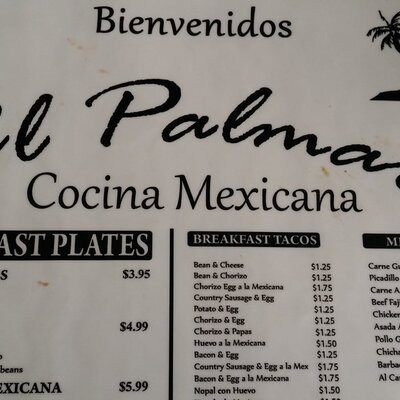 Bienvenidos
El Palmar
Cocina Mexicana
AST PLATES
S $3.95
$4.99
beans
EXICANA $5.99
BREAKFAST TACOS
Bean & Cheese $1.25
Bean & Chorizo $1.25
Chorizo Egg a la Mexicana $1.75
Country Sausage & Egg $1.25
Potato & Egg $1.25
Chorizo & Egg $1.25
Chorizo & Papas $1.25
Huevo a la Mexicana $1.50
Bacon & Egg $1.25
Country Sausage & Egg a la Mex $1.75
Bacon & Egg a la Mexicana $1.75
Nopal con Huevo $1.50
M
Carne Gu
Picadillo
Carne A
Beef Faj
Chicken
Asada
Pollo G
Chicha
Barbac
Al Ca